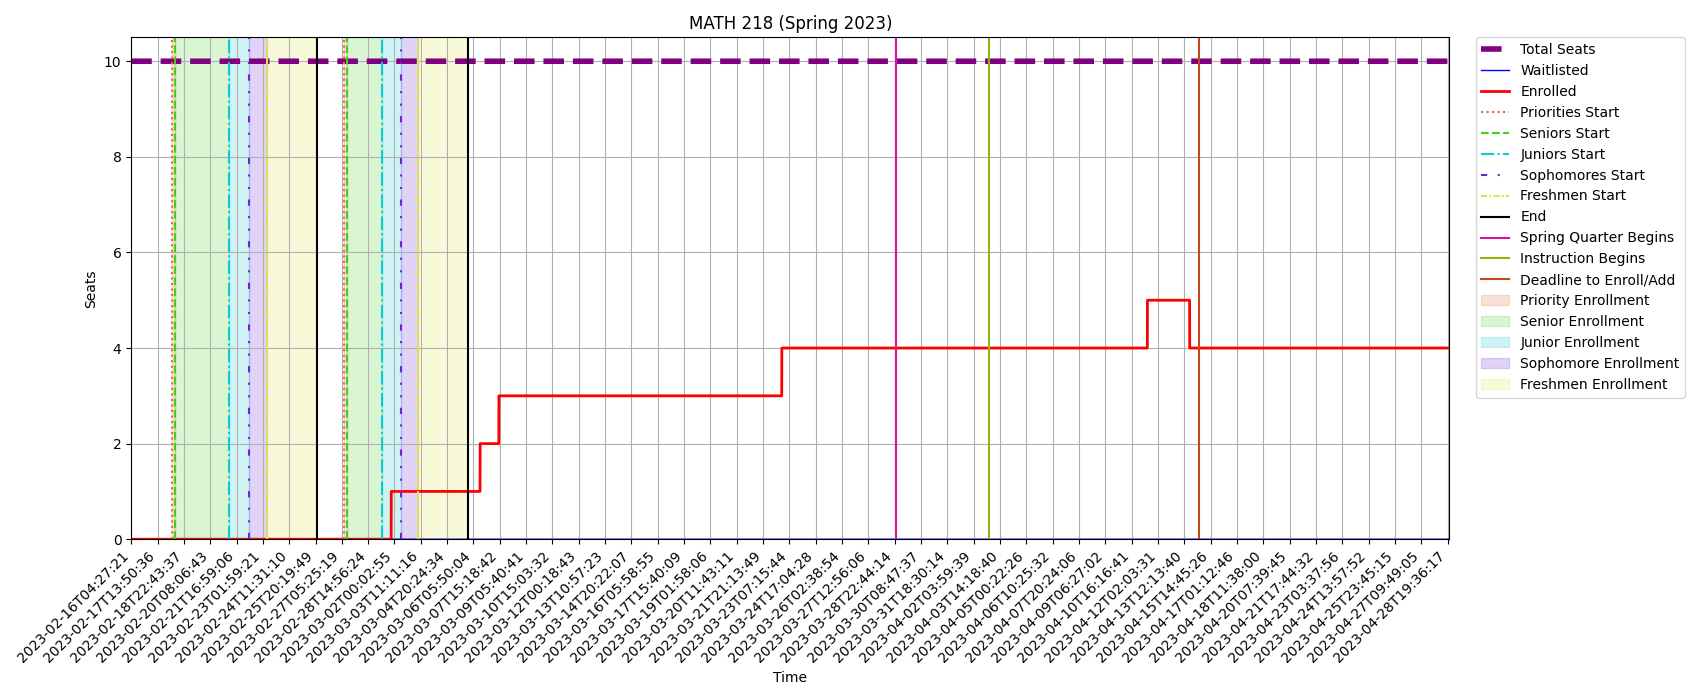 MATH 218 (Spring 2023)
Seats
10
8
6
4
2
0
2023-02-16T04:27:21
2023-02-17T13:50:36
2023-02-18T22:43:37
2023-02-20T08:06:43
2023-02-21T16:59:06
2023-02-23T01:59:21
2023-02-24T11:31:10
2023-02-25T20:19:49
2023-02-27T05:25:19
2023-02-28T14:56:24
2023-03-02T00:02:55
2023-03-03T11:11:16
2023-03-04T20:24:34
2023-03-06T05:50:04
2023-03-07T15:18:42
2023-03-09T05:40:41
2023-03-10T15:03:32
2023-03-12T00:18:43
2023-03-13T10:57:23
2023-03-14T20:22:07
2023-03-16T05:58:55
2023-03-17T15:40:09
2023-03-19T01:58:06
2023-03-20T11:43:11
2023-03-21T21:13:49
2023-03-23T07:15:44
2023-03-24T17:04:28
2023-03-26T02:38:54
2023-03-27T12:56:06
2023-03-28T22:44:14
2023-03-30T08:47:37
2023-03-31T18:30:14
2023-04-02T03:59:39
2023-04-03T14:18:40
2023-04-05T00:22:26
2023-04-06T10:25:32
2023-04-07T20:24:06
2023-04-09T06:27:02
2023-04-10T16:16:41
2023-04-12T02:03:31
2023-04-13T12:13:40
2023-04-15T14:45:26
2023-04-17T01:12:46
2023-04-18T11:38:00
2023-04-20T07:39:45
2023-04-21T17:44:32
2023-04-23T03:37:56
2023-04-24T13:57:52
2023-04-25T23:45:15
2023-04-27T09:49:05
2023-04-28T19:36:17
Time
Total Seats
Waitlisted
Enrolled
Priorities Start
Seniors Start
Juniors Start
Sophomores Start
Freshmen Start
End
Spring Quarter Begins
Instruction Begins
Deadline to Enroll/Add
Priority Enrollment
Senior Enrollment
Junior Enrollment
Sophomore Enrollment
Freshmen Enrollment